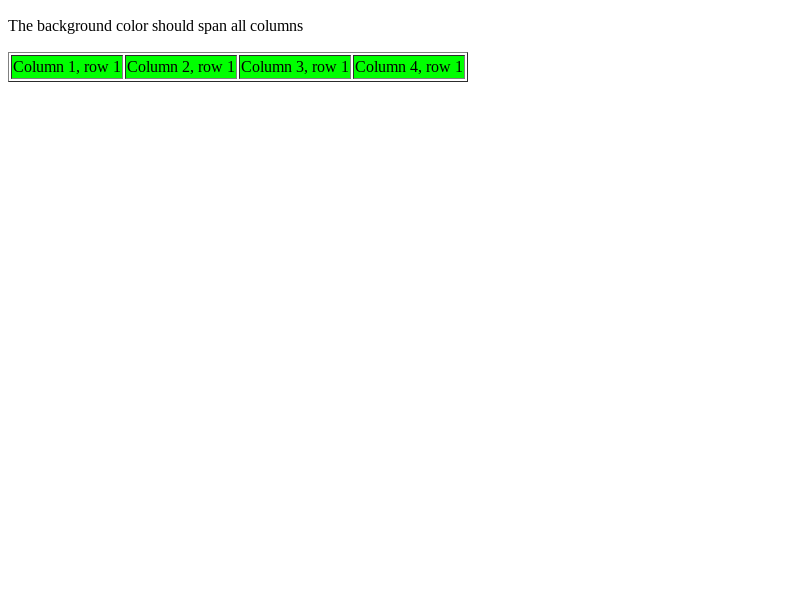 The background color should span all columns
Column 1, row 1 Column 2, row 1 Column 3, row 1 Column 4, row 1